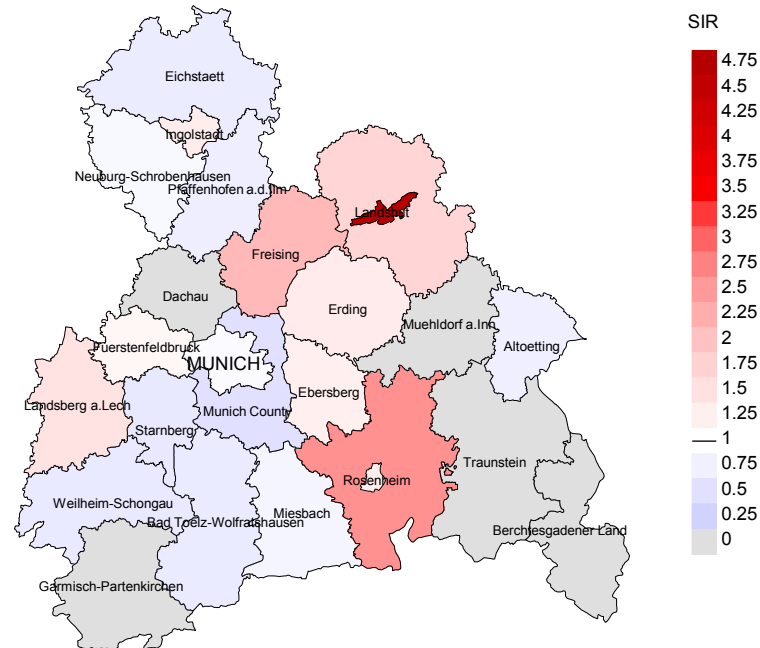 SIR
4.75
4.5
4.25
4
3.75
3.5
3.25
3
2.75
2.5
2.25
2
1.75
1.5
1.25
1
0.75
0.5
0.25
0
Eichstaett
Ingolstadt
Neuburg-Schrobenhausen
Pfaffenhofen a.d.Ilm
Landshut
Freising
Dachau
Erding
Muehldorf a.Inn
Fuerstenfeldbruck
Altoetting
MUNICH
Ebersberg
Landsberg a.Lech
Munich County
Starnberg
Traunstein
Rosenheim
Weilheim-Schongau
Miesbach
Bad Toelz-Wolfratshausen
Berchtesgadener Land
Garmisch-Partenkirchen